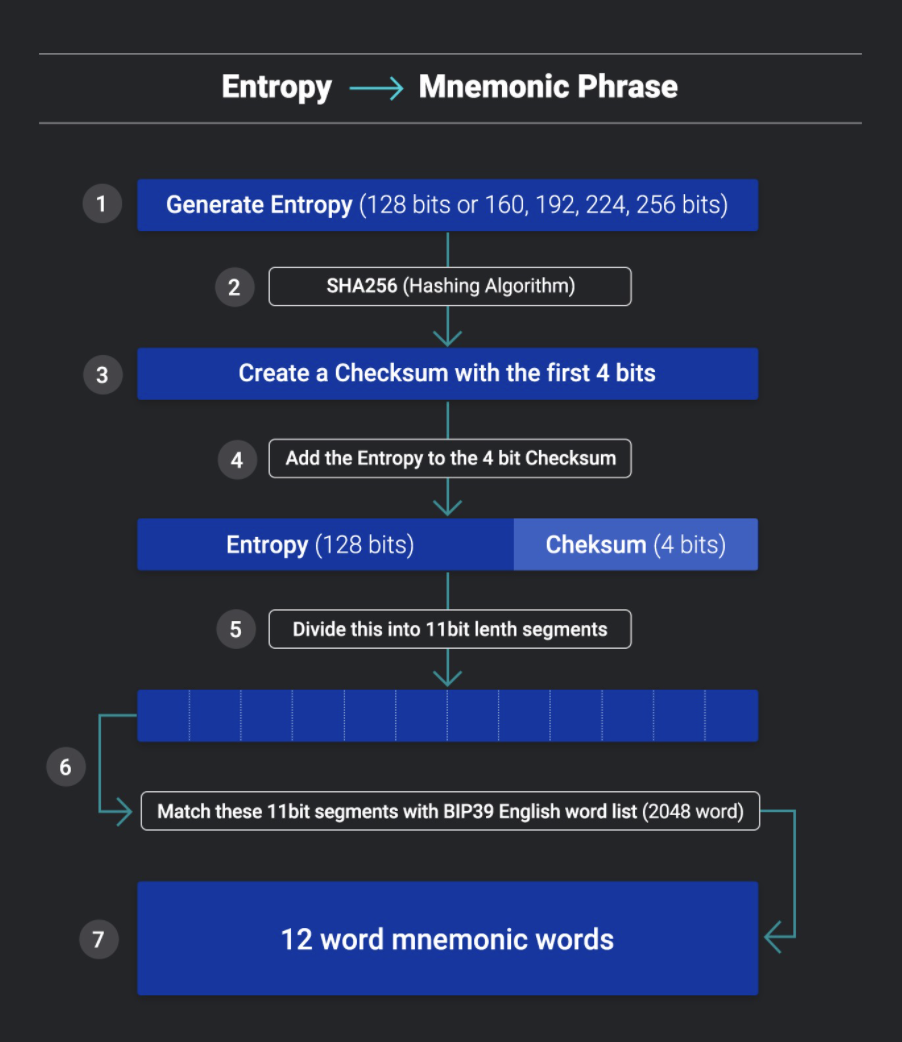 Entropy → Mnemonic Phrase
1 Generate Entropy (128 bits or 160, 192, 224, 256 bits)
2 SHA256 (Hashing Algorithm)
3 Create a Checksum with the first 4 bits
4 Add the Entropy to the 4 bit Checksum
Entropy (128 bits) Cheksum (4 bits)
5 Divide this into 11bit lenth segments
6
Match these 11bit segments with BIP39 English word list (2048 word)
7 12 word mnemonic words